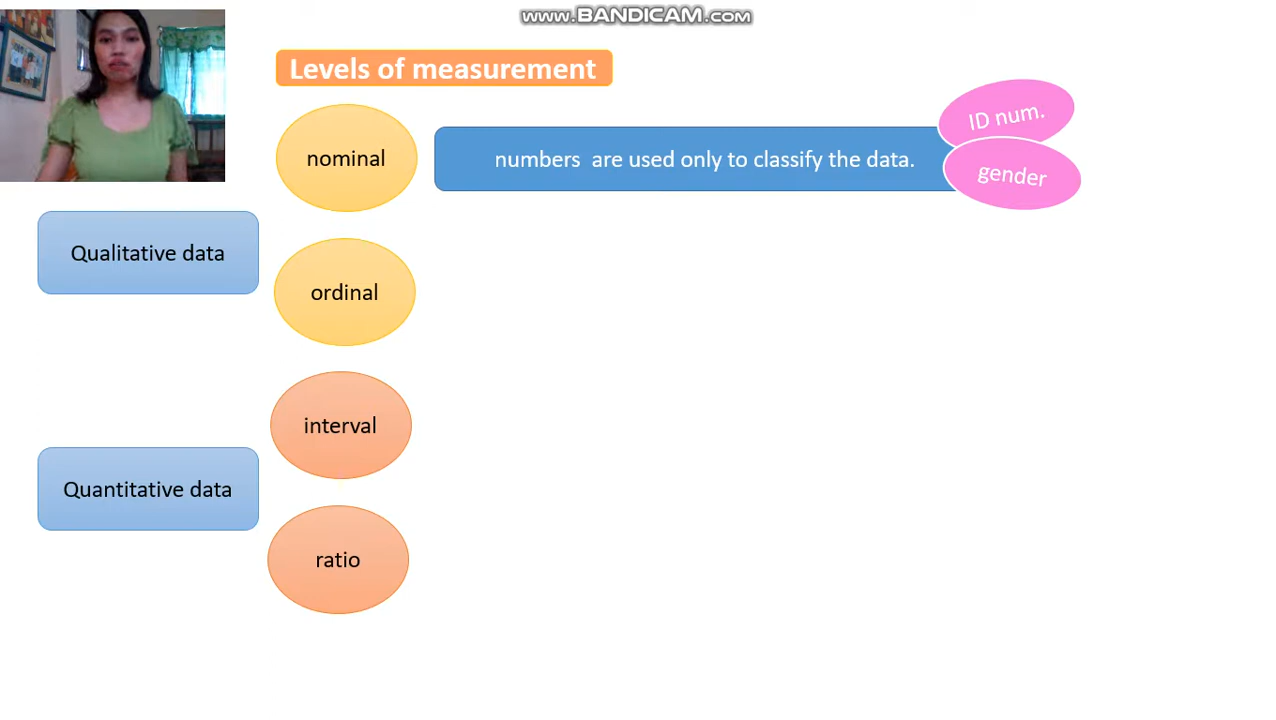 www.BANDICAM.com
Levels of measurement
nominal
numbers are used only to classify the data.
ID num.
gender
Qualitative data
ordinal
interval
Quantitative data
ratio